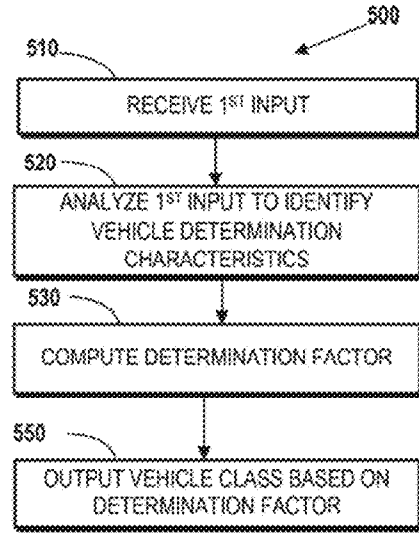 500
510
RECEIVE 1ST INPUT
520
ANALYZE 1ST INPUT TO IDENTIFY
VEHICLE DETERMINATION
CHARACTERISTICS
530
COMPUTE DETERMINATION FACTOR
550
OUTPUT VEHICLE CLASS BASED ON
DETERMINATION FACTOR